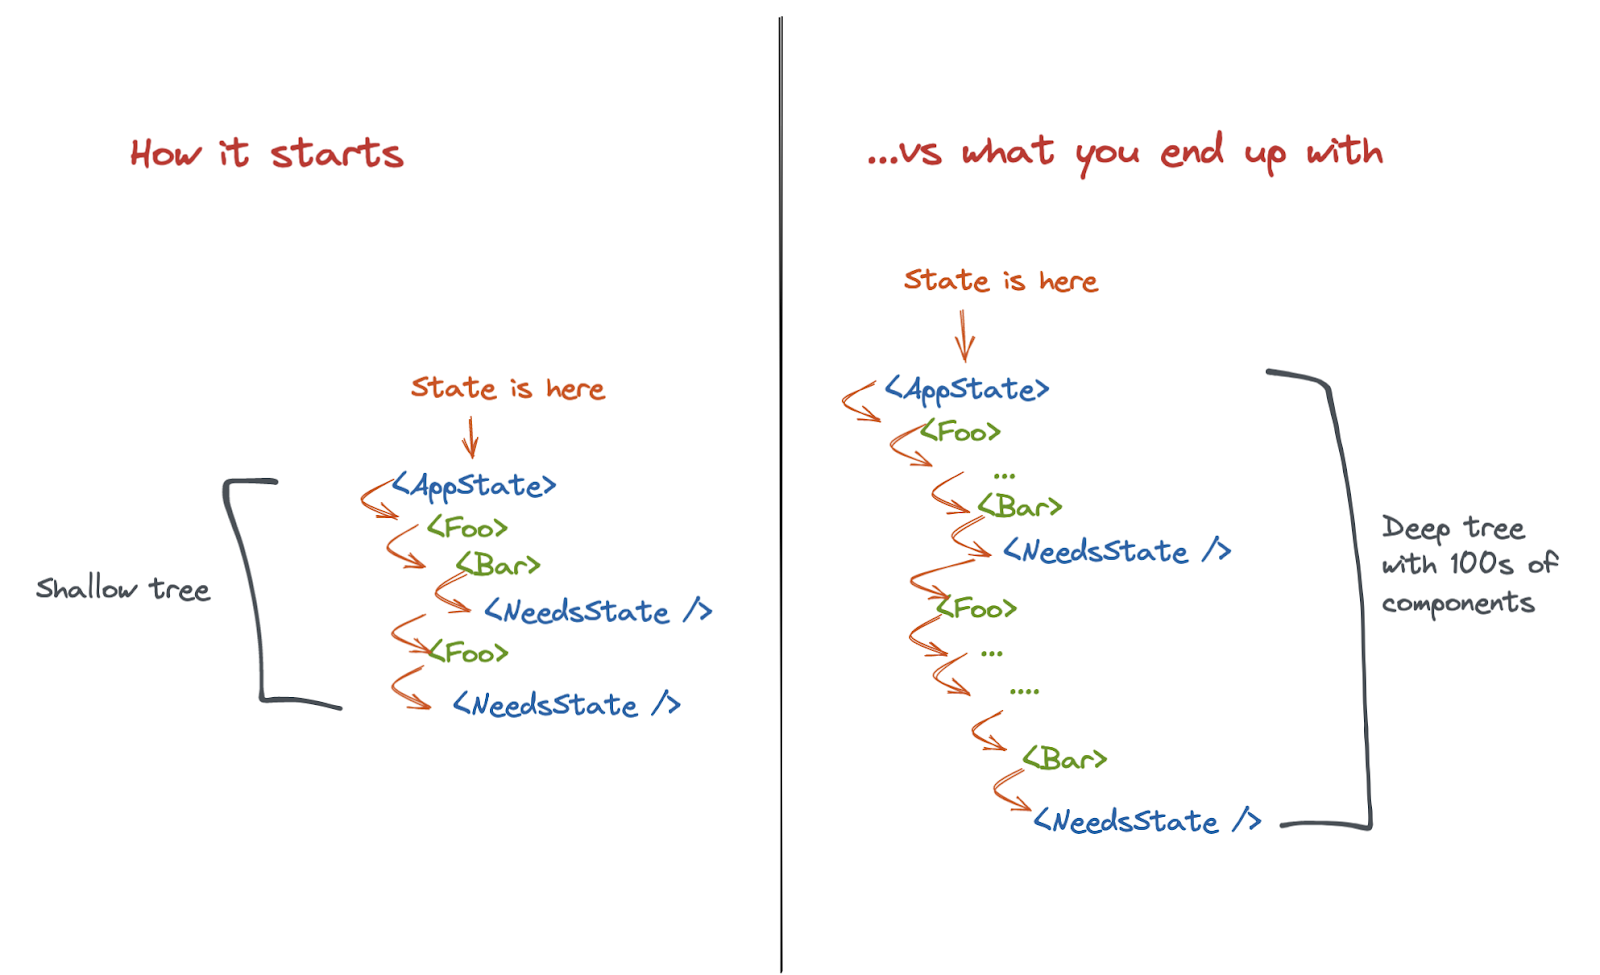 How it starts
State is here
<AppState>
<Foo>
<Bar>
<NeedsState />
<Foo>
<NeedsState />
Shallow tree
...vs what you end up with
State is here
<AppState>
<Foo>
...
<Bar>
<NeedsState />
<Foo>
...
....
<Bar>
<NeedsState />
Deep tree
with 100s of
components